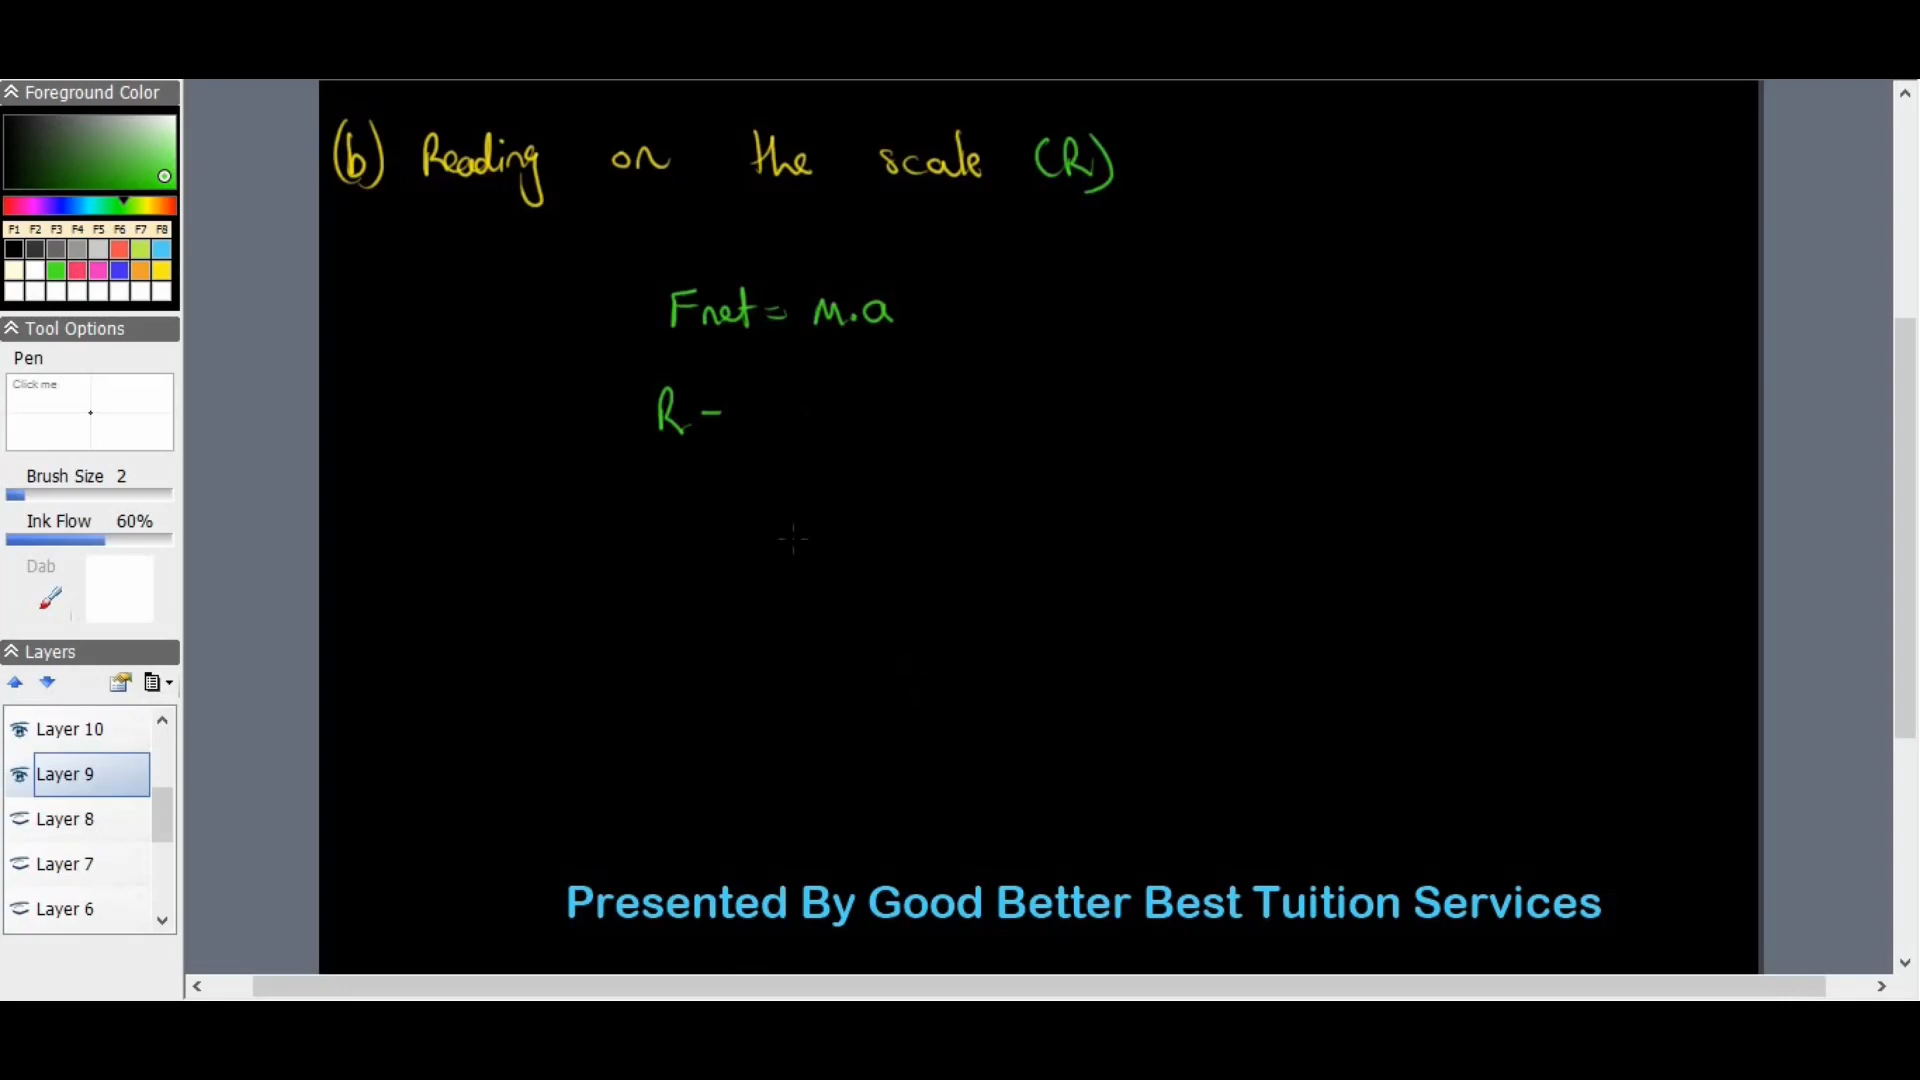 Foreground Color
F1 F2 F3 F4 F5 F6 F7 F8
Tool Options
Pen
Click me
Brush Size 2
Ink Flow 60%
Dab
Layers
Layer 10
Layer 9
Layer 8
Layer 7
Layer 6
(b) Reading on the scale (R)
Fnet = m.a
R -
Presented By Good Better Best Tuition Services